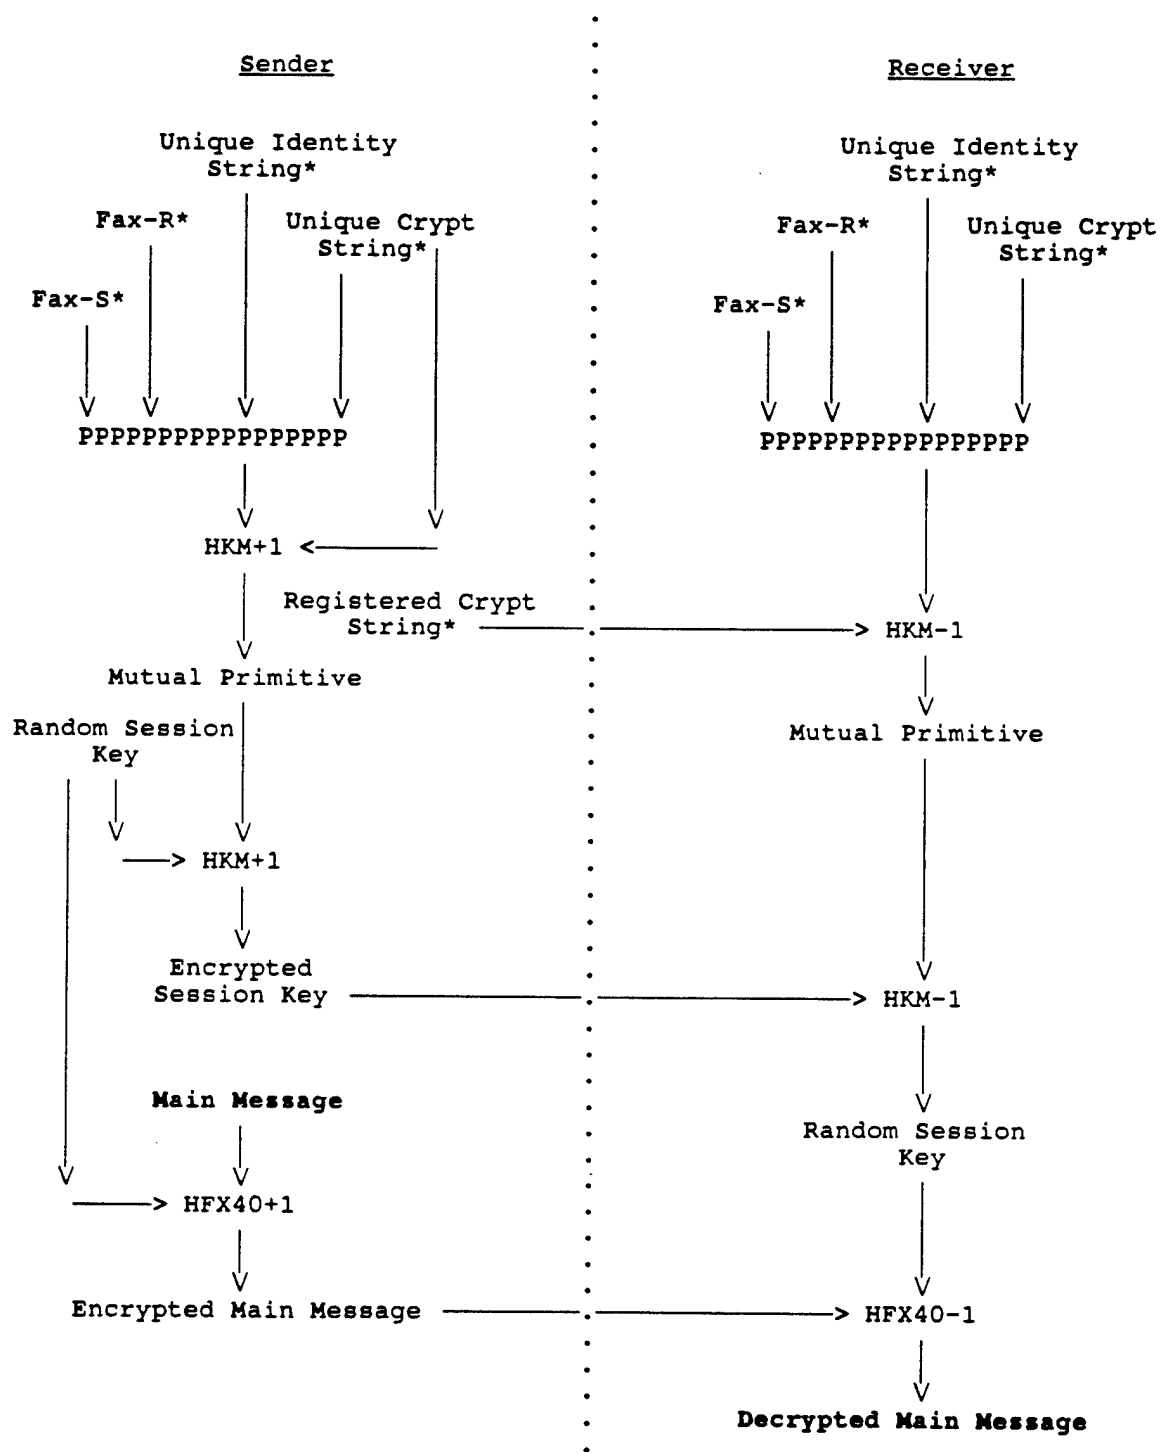 Sender
Unique Identity
String*
Fax-R*
Unique Crypt
String*
Fax-S*
PPPPPPPPPPPPPPPPP
HKM+1
Registered Crypt
String*
Mutual Primitive
Random Session
Key
HKM+1
Encrypted
Session Key
Main Message
HFX40+1
Encrypted Main Message
Receiver
Unique Identity
String*
Fax-R*
Unique Crypt
String*
Fax-S*
PPPPPPPPPPPPPPPPP
HKM-1
Mutual Primitive
HKM-1
Random Session
Key
HFX40-1
Decrypted Main Message